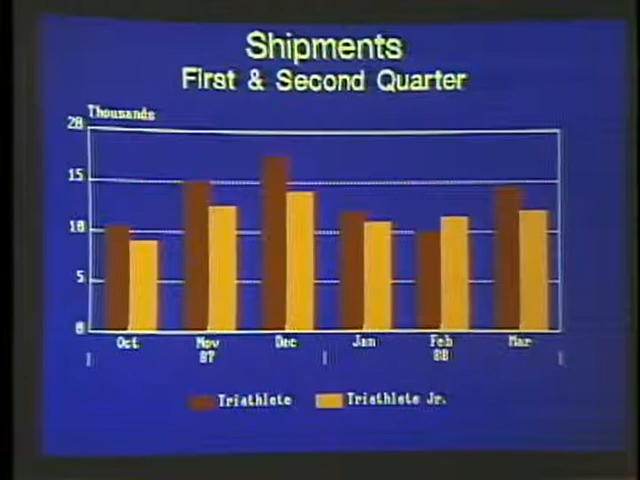 Shipments
First & Second Quarter
Thousands
20
15
10
5
0
Oct Nov Dec Jan Feb Mar
87 88
Triathlete Triathlete Jr.